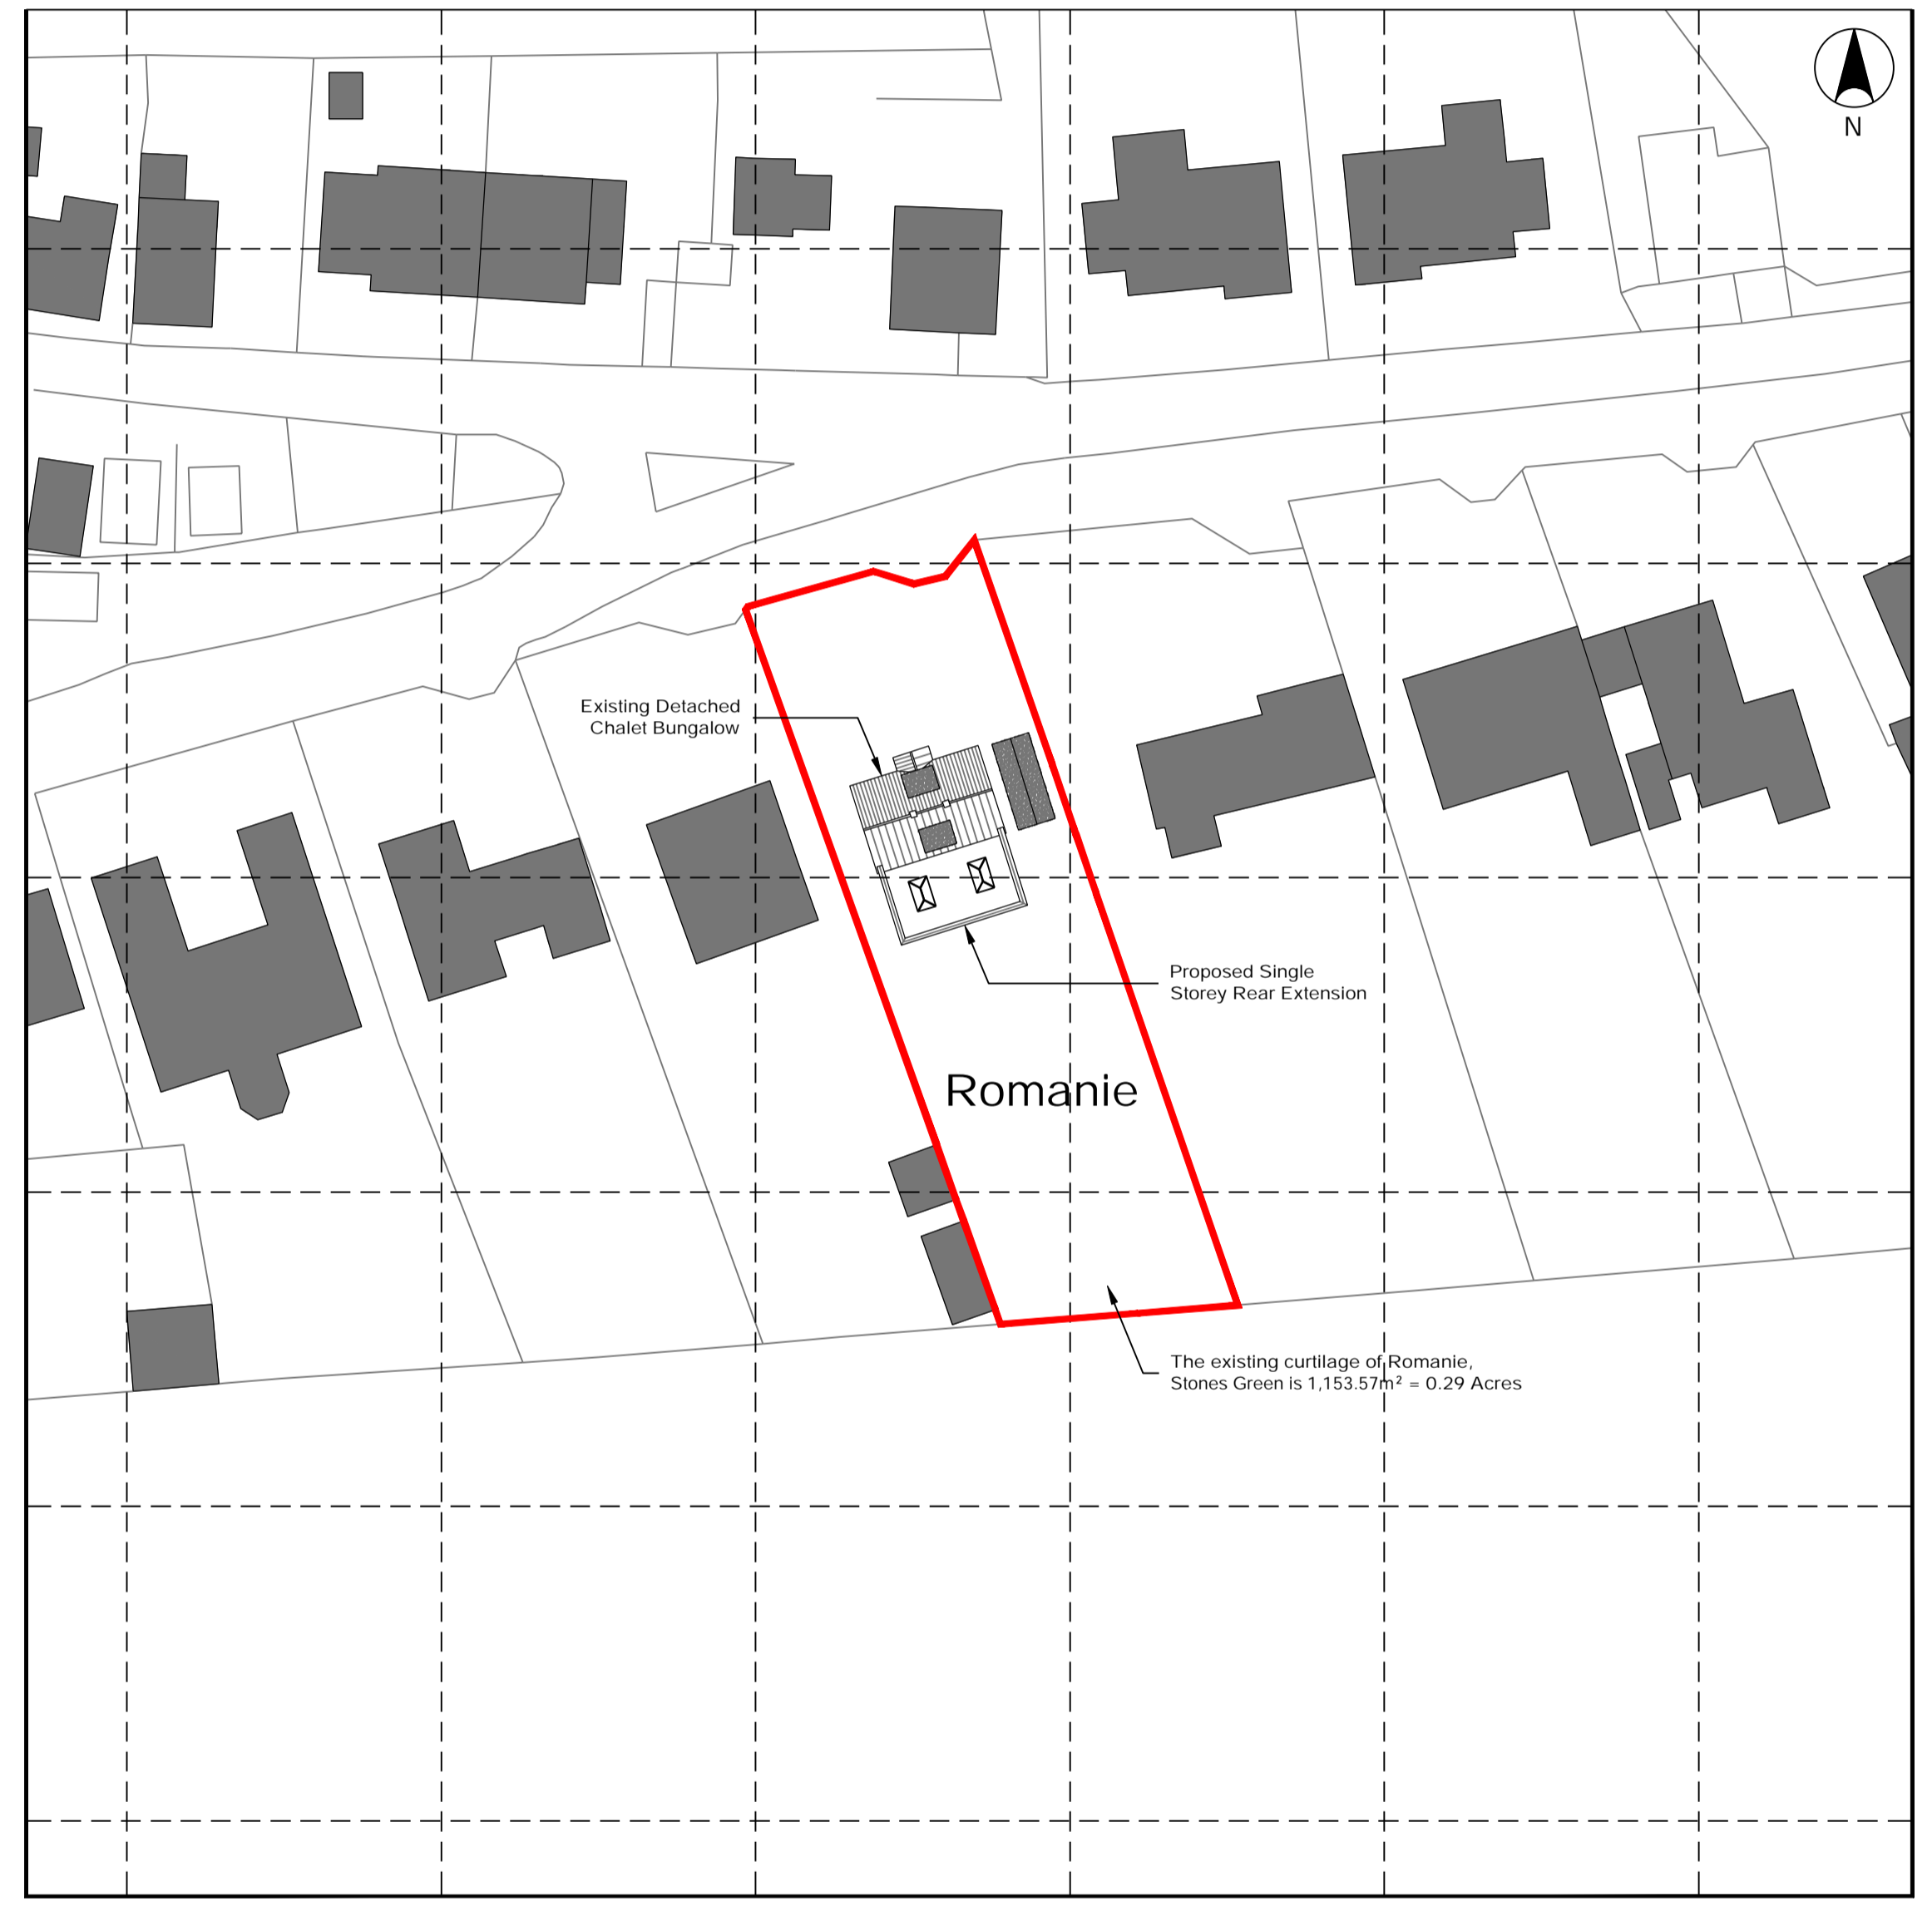 N
Existing Detached
Chalet Bungalow
Proposed Single
Storey Rear Extension
Romanie
The existing curtilage of Romanie,
Stones Green is 1,153.57m² = 0.29 Acres